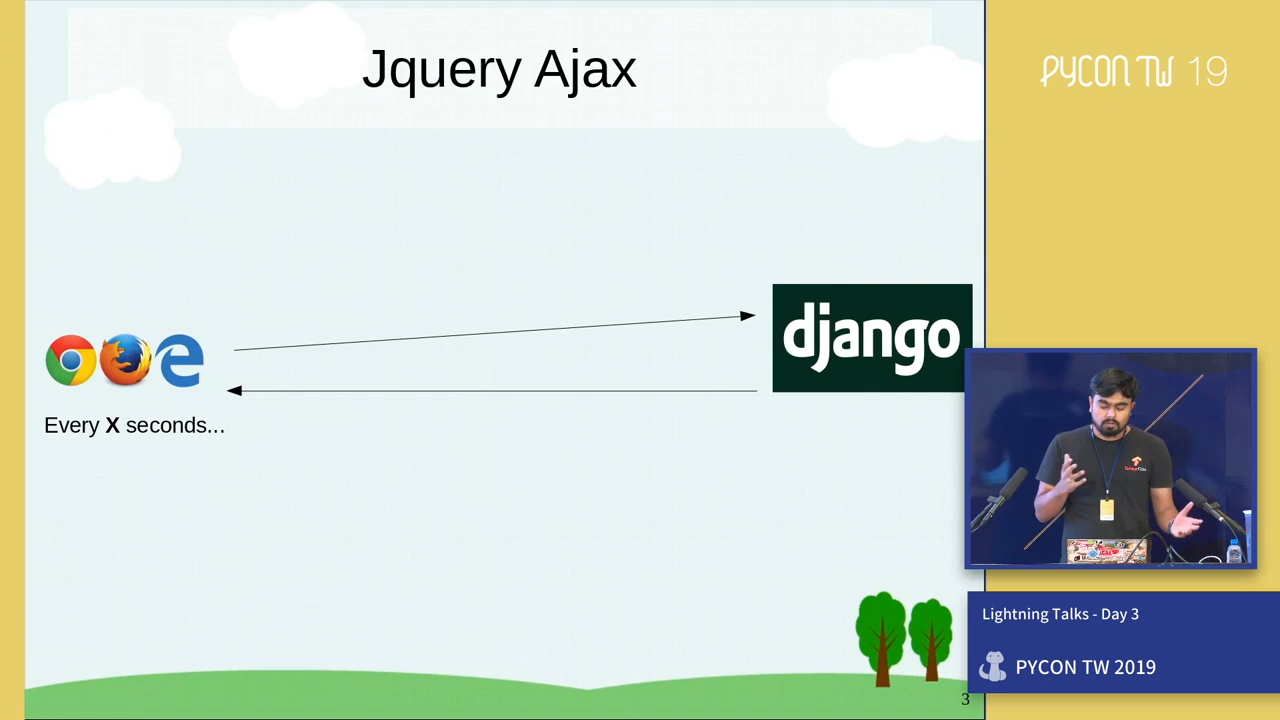 Jquery Ajax
django
Every X seconds...
3
PYCON TW 19
Lightning Talks - Day 3
PYCON TW 2019